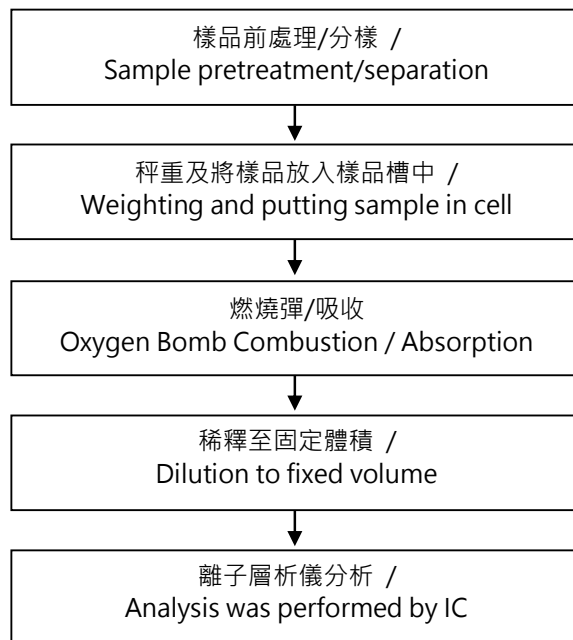 樣品前處理/分樣 /
Sample pretreatment/separation
秤重及將樣品放入樣品槽中 /
Weighting and putting sample in cell
燃燒彈/吸收
Oxygen Bomb Combustion / Absorption
稀釋至固定體積 /
Dilution to fixed volume
離子層析儀分析 /
Analysis was performed by IC